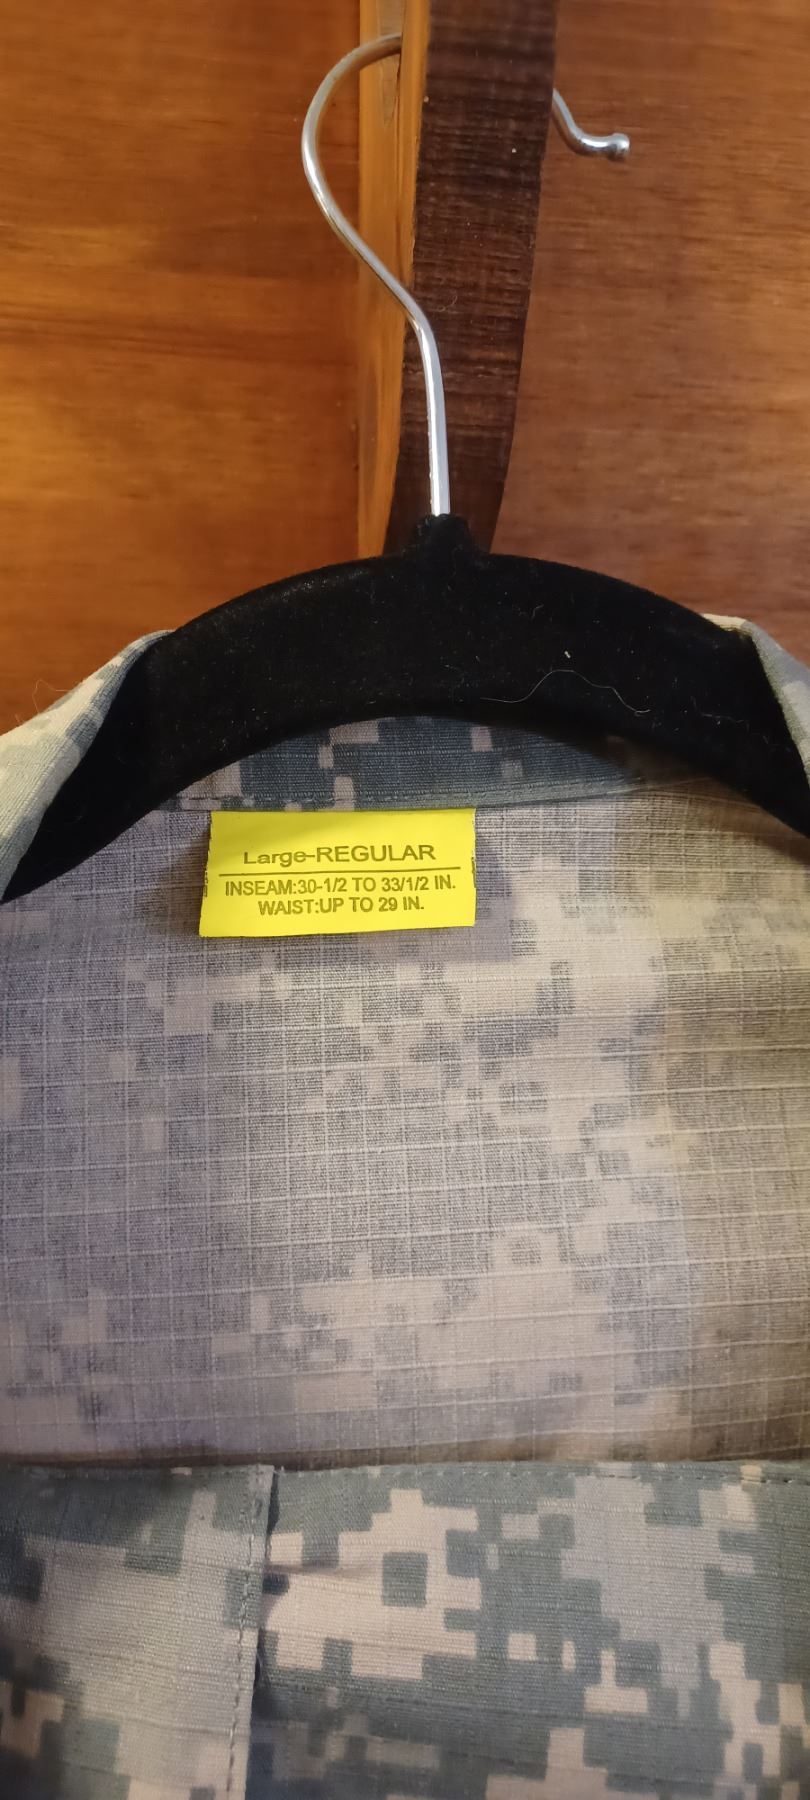 Large-REGULAR
INSEAM:30-1/2 TO 33/1/2 IN.
WAIST:UP TO 29 IN.